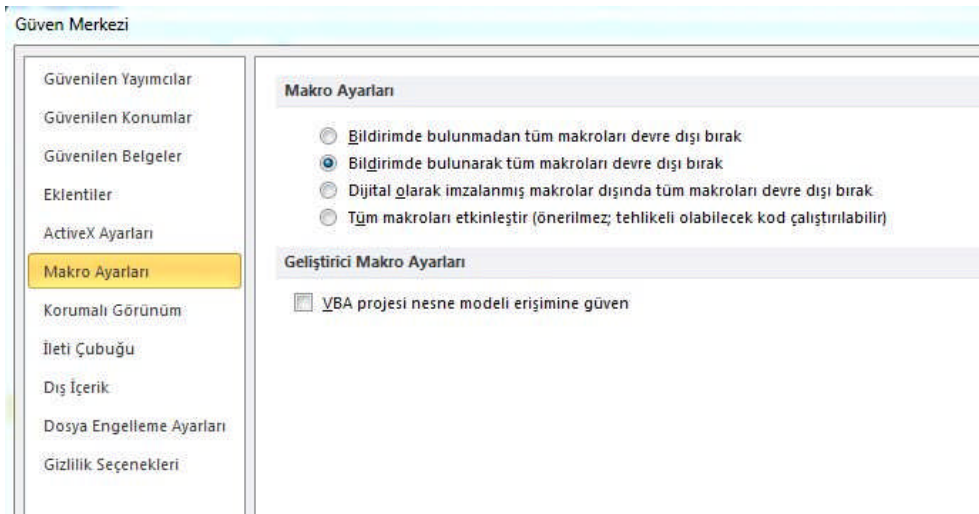 Güven Merkezi
Güvenilen Yayımcılar
Güvenilen Konumlar
Güvenilen Belgeler
Eklentiler
ActiveX Ayarları
Makro Ayarları
Korumalı Görünüm
İleti Çubuğu
Dış İçerik
Dosya Engelleme Ayarları
Gizlilik Seçenekleri
Makro Ayarları
Bildirimde bulunmadan tüm makroları devre dışı bırak
Bildirimde bulunarak tüm makroları devre dışı bırak
Dijital olarak imzalanmış makrolar dışında tüm makroları devre dışı bırak
Tüm makroları etkinleştir (önerilmez; tehlikeli olabilecek kod çalıştırılabilir)
Geliştirici Makro Ayarları
VBA projesi nesne modeli erişimine güven